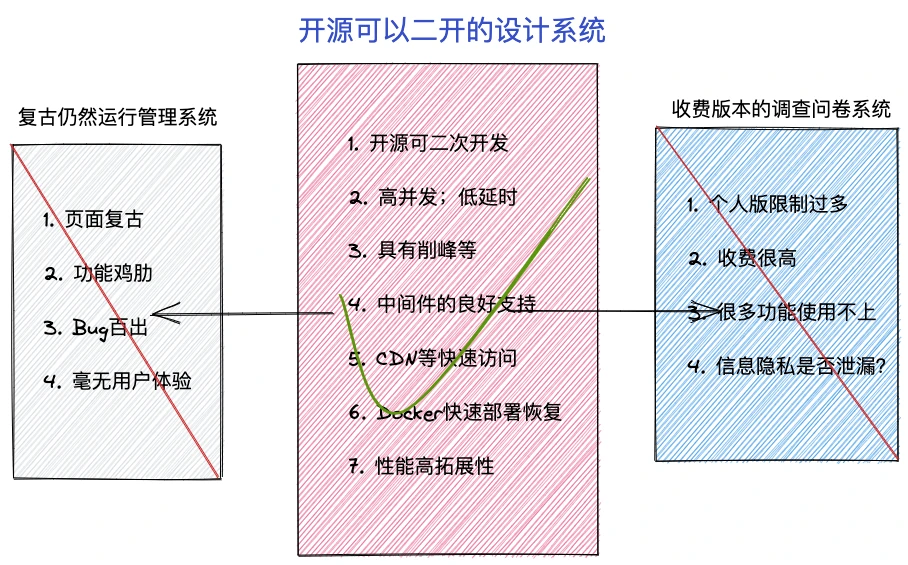 开源可以二开的设计系统
复古仍然运行管理系统
1. 页面复古
2. 功能鸡肋
3. Bug百出
4. 毫无用户体验
1. 开源可二次开发
2. 高并发；低延时
3. 具有削峰等
4. 中间件的良好支持
5. CDN等快速访问
6. Docker快速部署恢复
7. 性能高拓展性
收费版本的调查问卷系统
1. 个人版限制过多
2. 收费很高
3. 很多功能使用不上
4. 信息隐私是否泄漏？